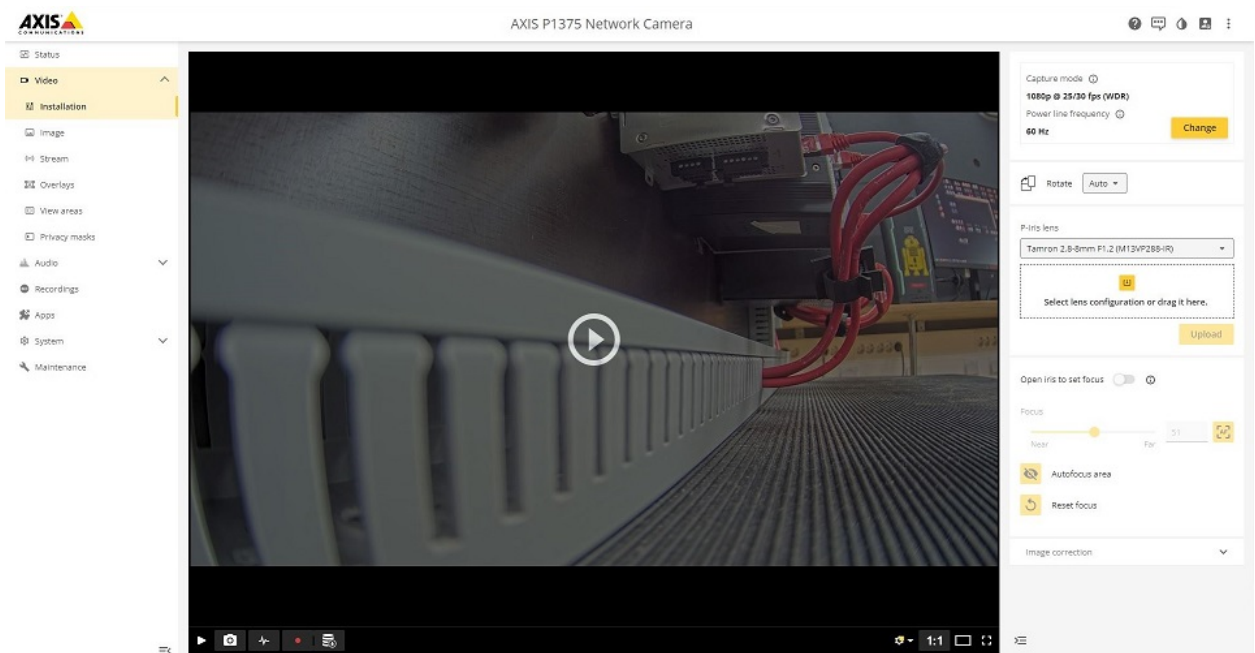 AXIS
COMMUNICATIONS
AXIS P1375 Network Camera
Status
Video
Installation
Image
Stream
Overlays
View areas
Privacy masks
Audio
Recordings
Apps
System
Maintenance
Capture mode
1080p @ 25/30 fps (WDR)
Power line frequency
60 Hz
Change
Rotate
Auto
P-Iris lens
Tamron 2.8-8mm F1.2 (M13VP288-IR)
Select lens configuration or drag it here.
Upload
Open iris to set focus
Focus
51
AF
Near
Far
Autofocus area
Reset focus
Image correction
1:1